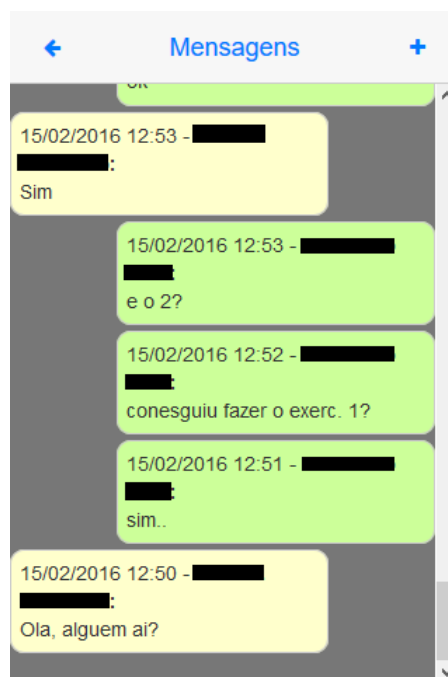 Mensagens
ok
15/02/2016 12:53 -
:
Sim
15/02/2016 12:53 -
:
e o 2?
15/02/2016 12:52 -
:
conesguiu fazer o exerc. 1?
15/02/2016 12:51 -
:
sim..
15/02/2016 12:50 -
:
Ola, alguem ai?